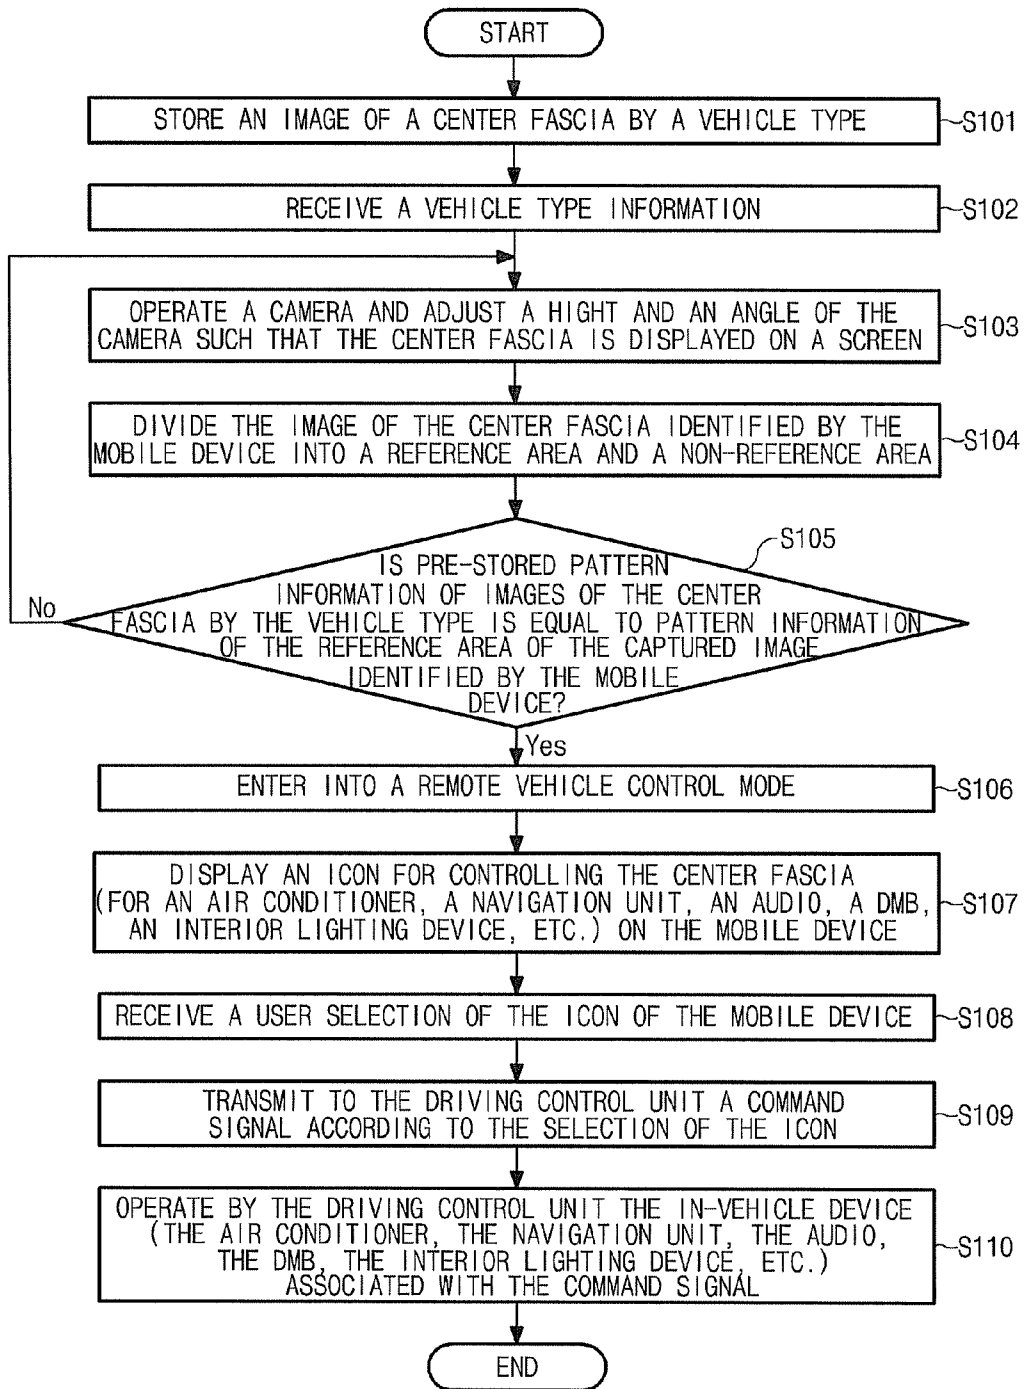 START
STORE AN IMAGE OF A CENTER FASCIA BY A VEHICLE TYPE
S101
RECEIVE A VEHICLE TYPE INFORMATION
S102
OPERATE A CAMERA AND ADJUST A HIGHT AND AN ANGLE OF THE
CAMERA SUCH THAT THE CENTER FASCIA IS DISPLAYED ON A SCREEN
S103
DIVIDE THE IMAGE OF THE CENTER FASCIA IDENTIFIED BY THE
MOBILE DEVICE INTO A REFERENCE AREA AND A NON-REFERENCE AREA
S104
S105
IS PRE-STORED PATTERN
INFORMATION OF IMAGES OF THE CENTER
FASCIA BY THE VEHICLE TYPE IS EQUAL TO PATTERN INFORMATION
OF THE REFERENCE AREA OF THE CAPTURED IMAGE
IDENTIFIED BY THE MOBILE
DEVICE?
No
Yes
ENTER INTO A REMOTE VEHICLE CONTROL MODE
S106
DISPLAY AN ICON FOR CONTROLLING THE CENTER FASCIA
(FOR AN AIR CONDITIONER, A NAVIGATION UNIT, AN AUDIO, A DMB,
AN INTERIOR LIGHTING DEVICE, ETC.) ON THE MOBILE DEVICE
S107
RECEIVE A USER SELECTION OF THE ICON OF THE MOBILE DEVICE
S108
TRANSMIT TO THE DRIVING CONTROL UNIT A COMMAND
SIGNAL ACCORDING TO THE SELECTION OF THE ICON
S109
OPERATE BY THE DRIVING CONTROL UNIT THE IN-VEHICLE DEVICE
(THE AIR CONDITIONER, THE NAVIGATION UNIT, THE AUDIO,
THE DMB, THE INTERIOR LIGHTING DEVICE, ETC.)
ASSOCIATED WITH THE COMMAND SIGNAL
S110
END